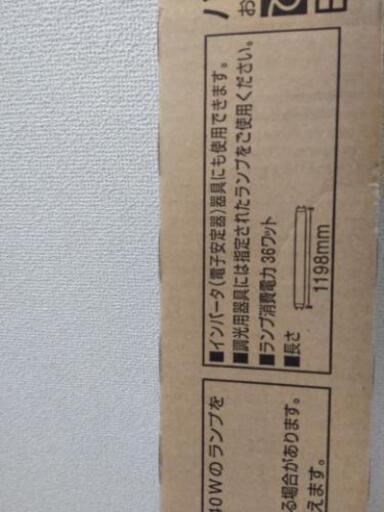 ■インバータ(電子安定器)器具にも使用できます。
■調光用器具には指定されたランプをご使用ください。
■ランプ消費電力 36ワット
■長さ
1198mm
40Wのランプを
る場合があります。
えます。